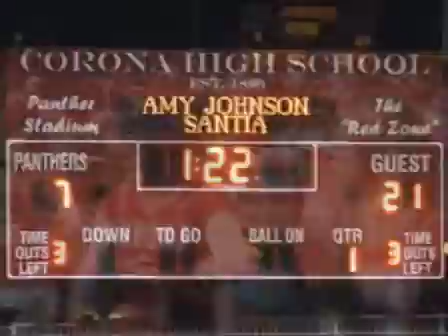 CORONA HIGH SCHOOL
Panther Stadium
AMY JOHNSON
SANTIA
The "Red Zone"
PANTHERS 1:22 GUEST
7 21
TIME OUTS LEFT 3 DOWN TO GO BALL ON QTR 1 3 TIME OUTS LEFT